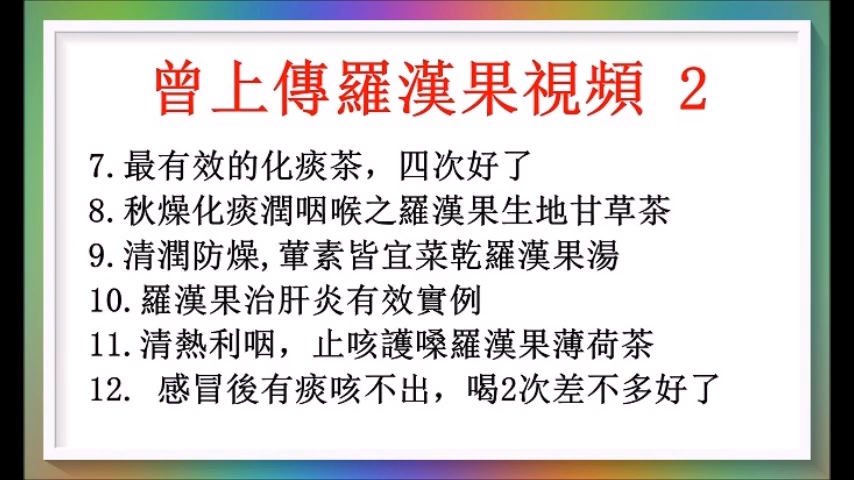 曾上傳羅漢果視頻 2
7.最有效的化痰茶，四次好了
8.秋燥化痰潤咽喉之羅漢果生地甘草茶
9.清潤防燥,葷素皆宜菜乾羅漢果湯
10.羅漢果治肝炎有效實例
11.清熱利咽，止咳護嗓羅漢果薄荷茶
12. 感冒後有痰咳不出，喝2次差不多好了